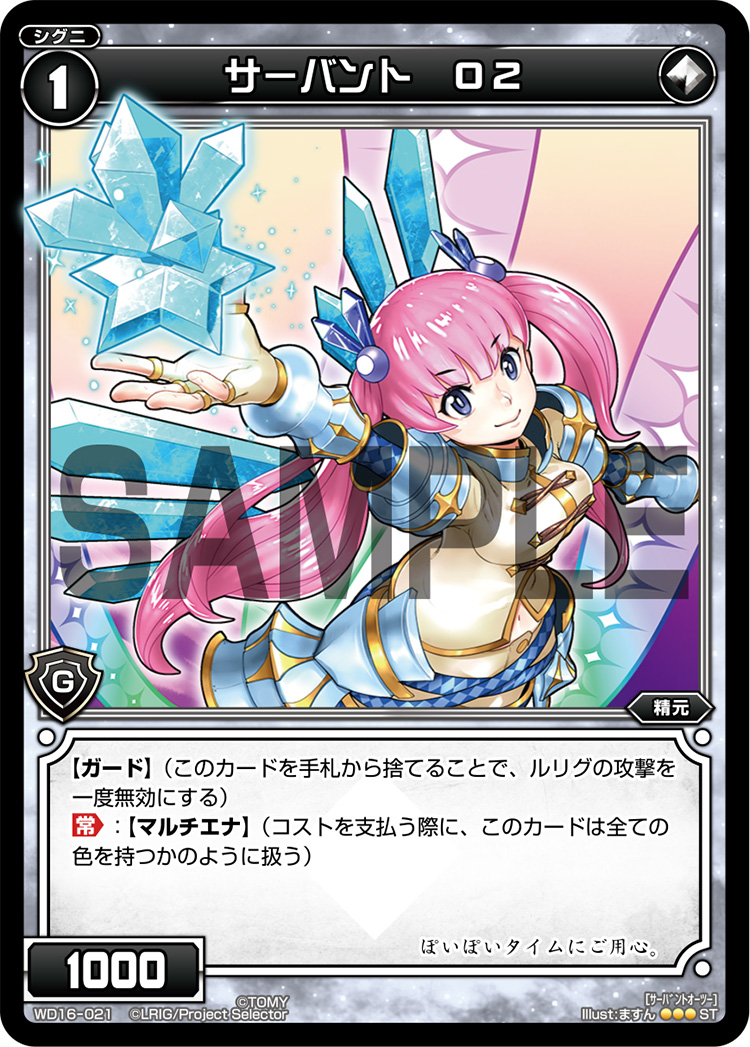 シグニ
1
サーバント O2
SAMPLE
G
精元
【ガード】（このカードを手札から捨てることで、ルリグの攻撃を
一度無効にする）
常：【マルチエナ】（コストを支払う際に、このカードは全ての
色を持つかのように扱う）
ぽいぽいタイムにご用心。
1000
WD16-021 ©TOMY
©LRIG/Project Selector
[サーバントオーツー]
Illust:ますん ST